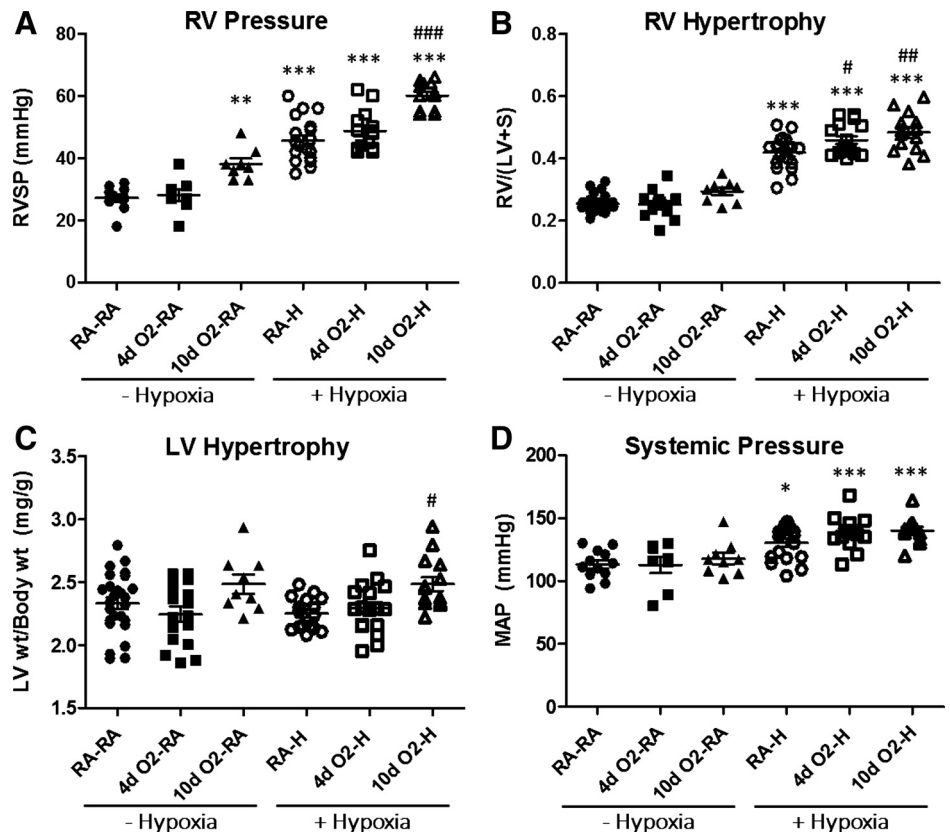 A
RV Pressure
RVSP (mmHg)
80
60
40
20
0
**
***
***
###
***
RA-RA
4d O2-RA
10d O2-RA
RA-H
4d O2-H
10d O2-H
- Hypoxia
+ Hypoxia
B
RV Hypertrophy
RV/(LV+S)
0.8
0.6
0.4
0.2
0.0
***
#
***
##
***
RA-RA
4d O2-RA
10d O2-RA
RA-H
4d O2-H
10d O2-H
- Hypoxia
+ Hypoxia
C
LV Hypertrophy
LV wt/Body wt (mg/g)
3.5
3.0
2.5
2.0
1.5
#
RA-RA
4d O2-RA
10d O2-RA
RA-H
4d O2-H
10d O2-H
- Hypoxia
+ Hypoxia
D
Systemic Pressure
MAP (mmHg)
200
150
100
50
0
*
***
***
RA-RA
4d O2-RA
10d O2-RA
RA-H
4d O2-H
10d O2-H
- Hypoxia
+ Hypoxia